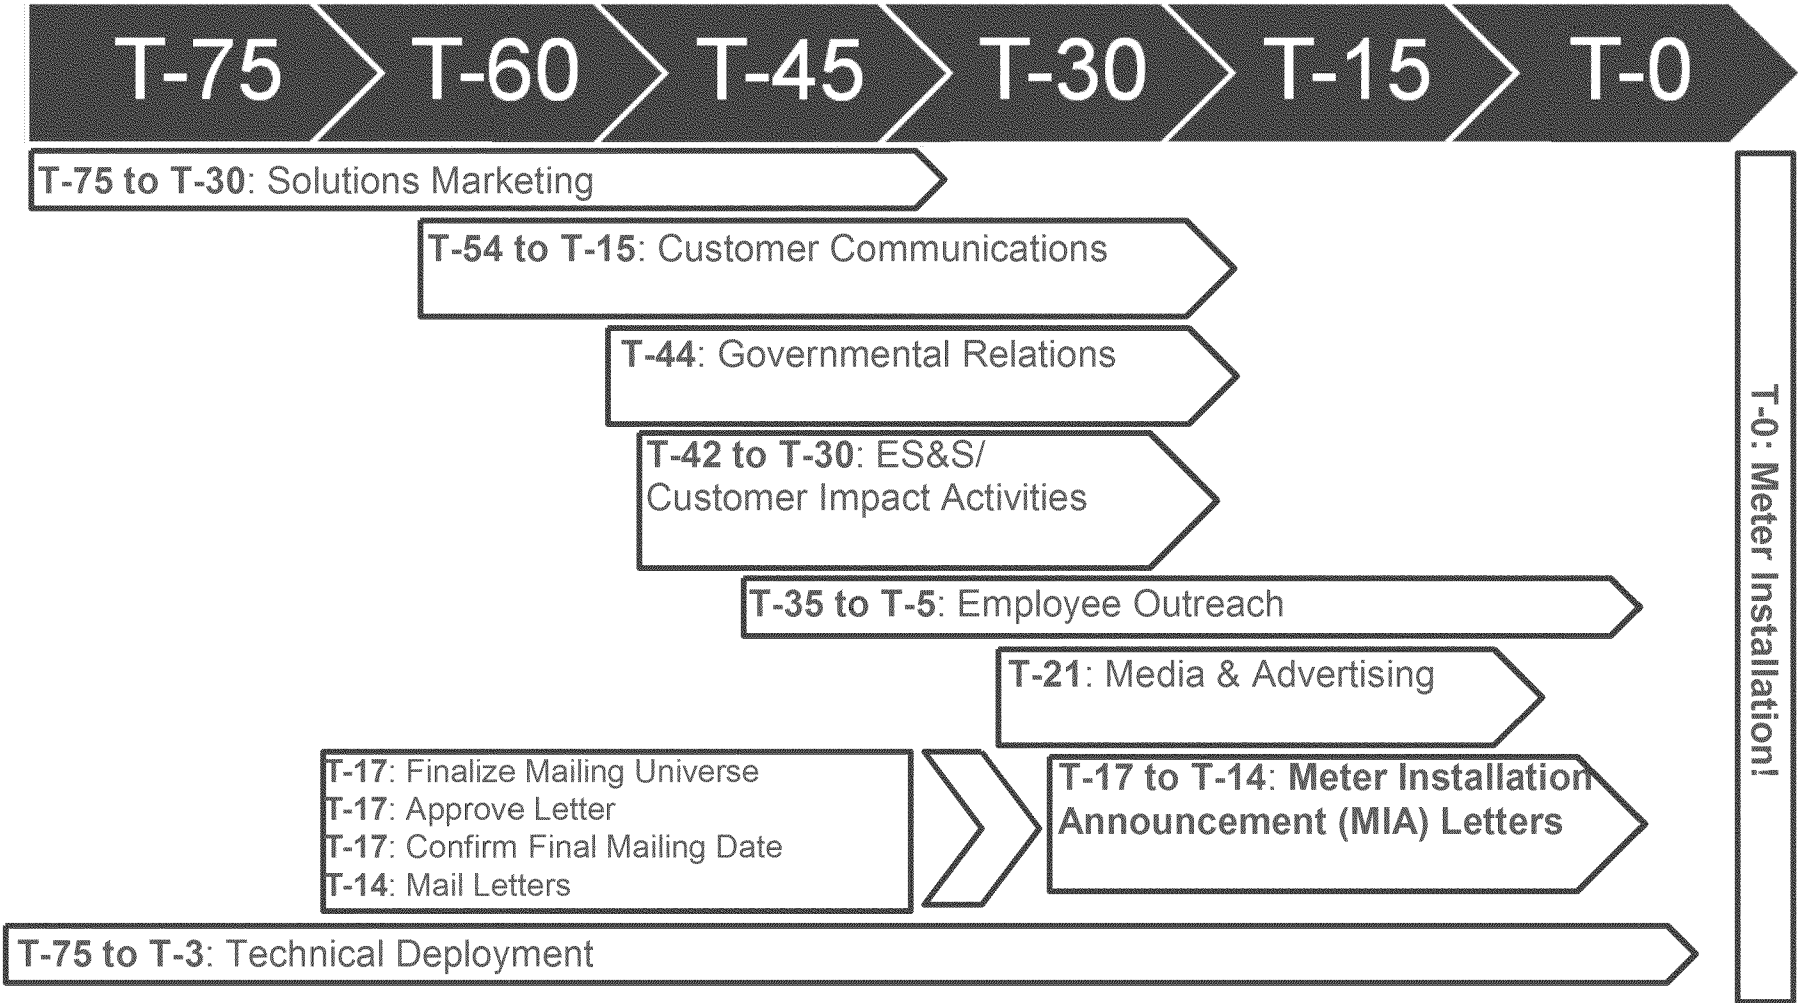 T-75 T-60 T-45 T-30 T-15 T-0
T-75 to T-30: Solutions Marketing
T-54 to T-15: Customer Communications
T-44: Governmental Relations
T-42 to T-30: ES&S/
Customer Impact Activities
T-35 to T-5: Employee Outreach
T-21: Media & Advertising
T-17: Finalize Mailing Universe
T-17: Approve Letter
T-17: Confirm Final Mailing Date
T-14: Mail Letters
T-17 to T-14: Meter Installation
Announcement (MIA) Letters
T-75 to T-3: Technical Deployment
T-0: Meter Installation!